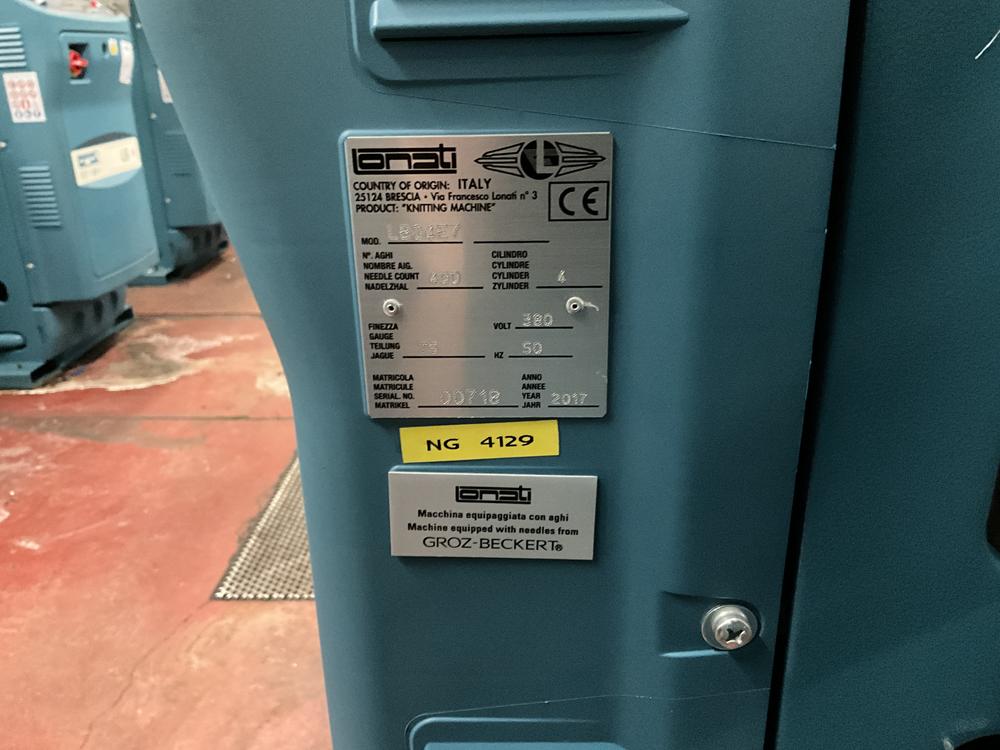 Lonati
COUNTRY OF ORIGIN: ITALY
25124 BRESCIA • Via Francesco Lonati n° 3
PRODUCT: "KNITTING MACHINE"
CE
MOD.
N°. AGHI
NOMBRE AIG.
NEEDLE COUNT
NADELZHAL
CILINDRO
CYLINDRE
CYLINDER 4
ZYLINDER
FINEZZA
GAUGE
TEILUNG
JAGUE
VOLT 380
HZ 50
MATRICOLA
MATRICULE
SERIAL. NO. 00718
MATRIKEL
ANNO
ANNEE
YEAR 2017
JAHR
NG 4129
Lonati
Macchina equipaggiata con aghi
Machine equipped with needles from
GROZ-BECKERT®